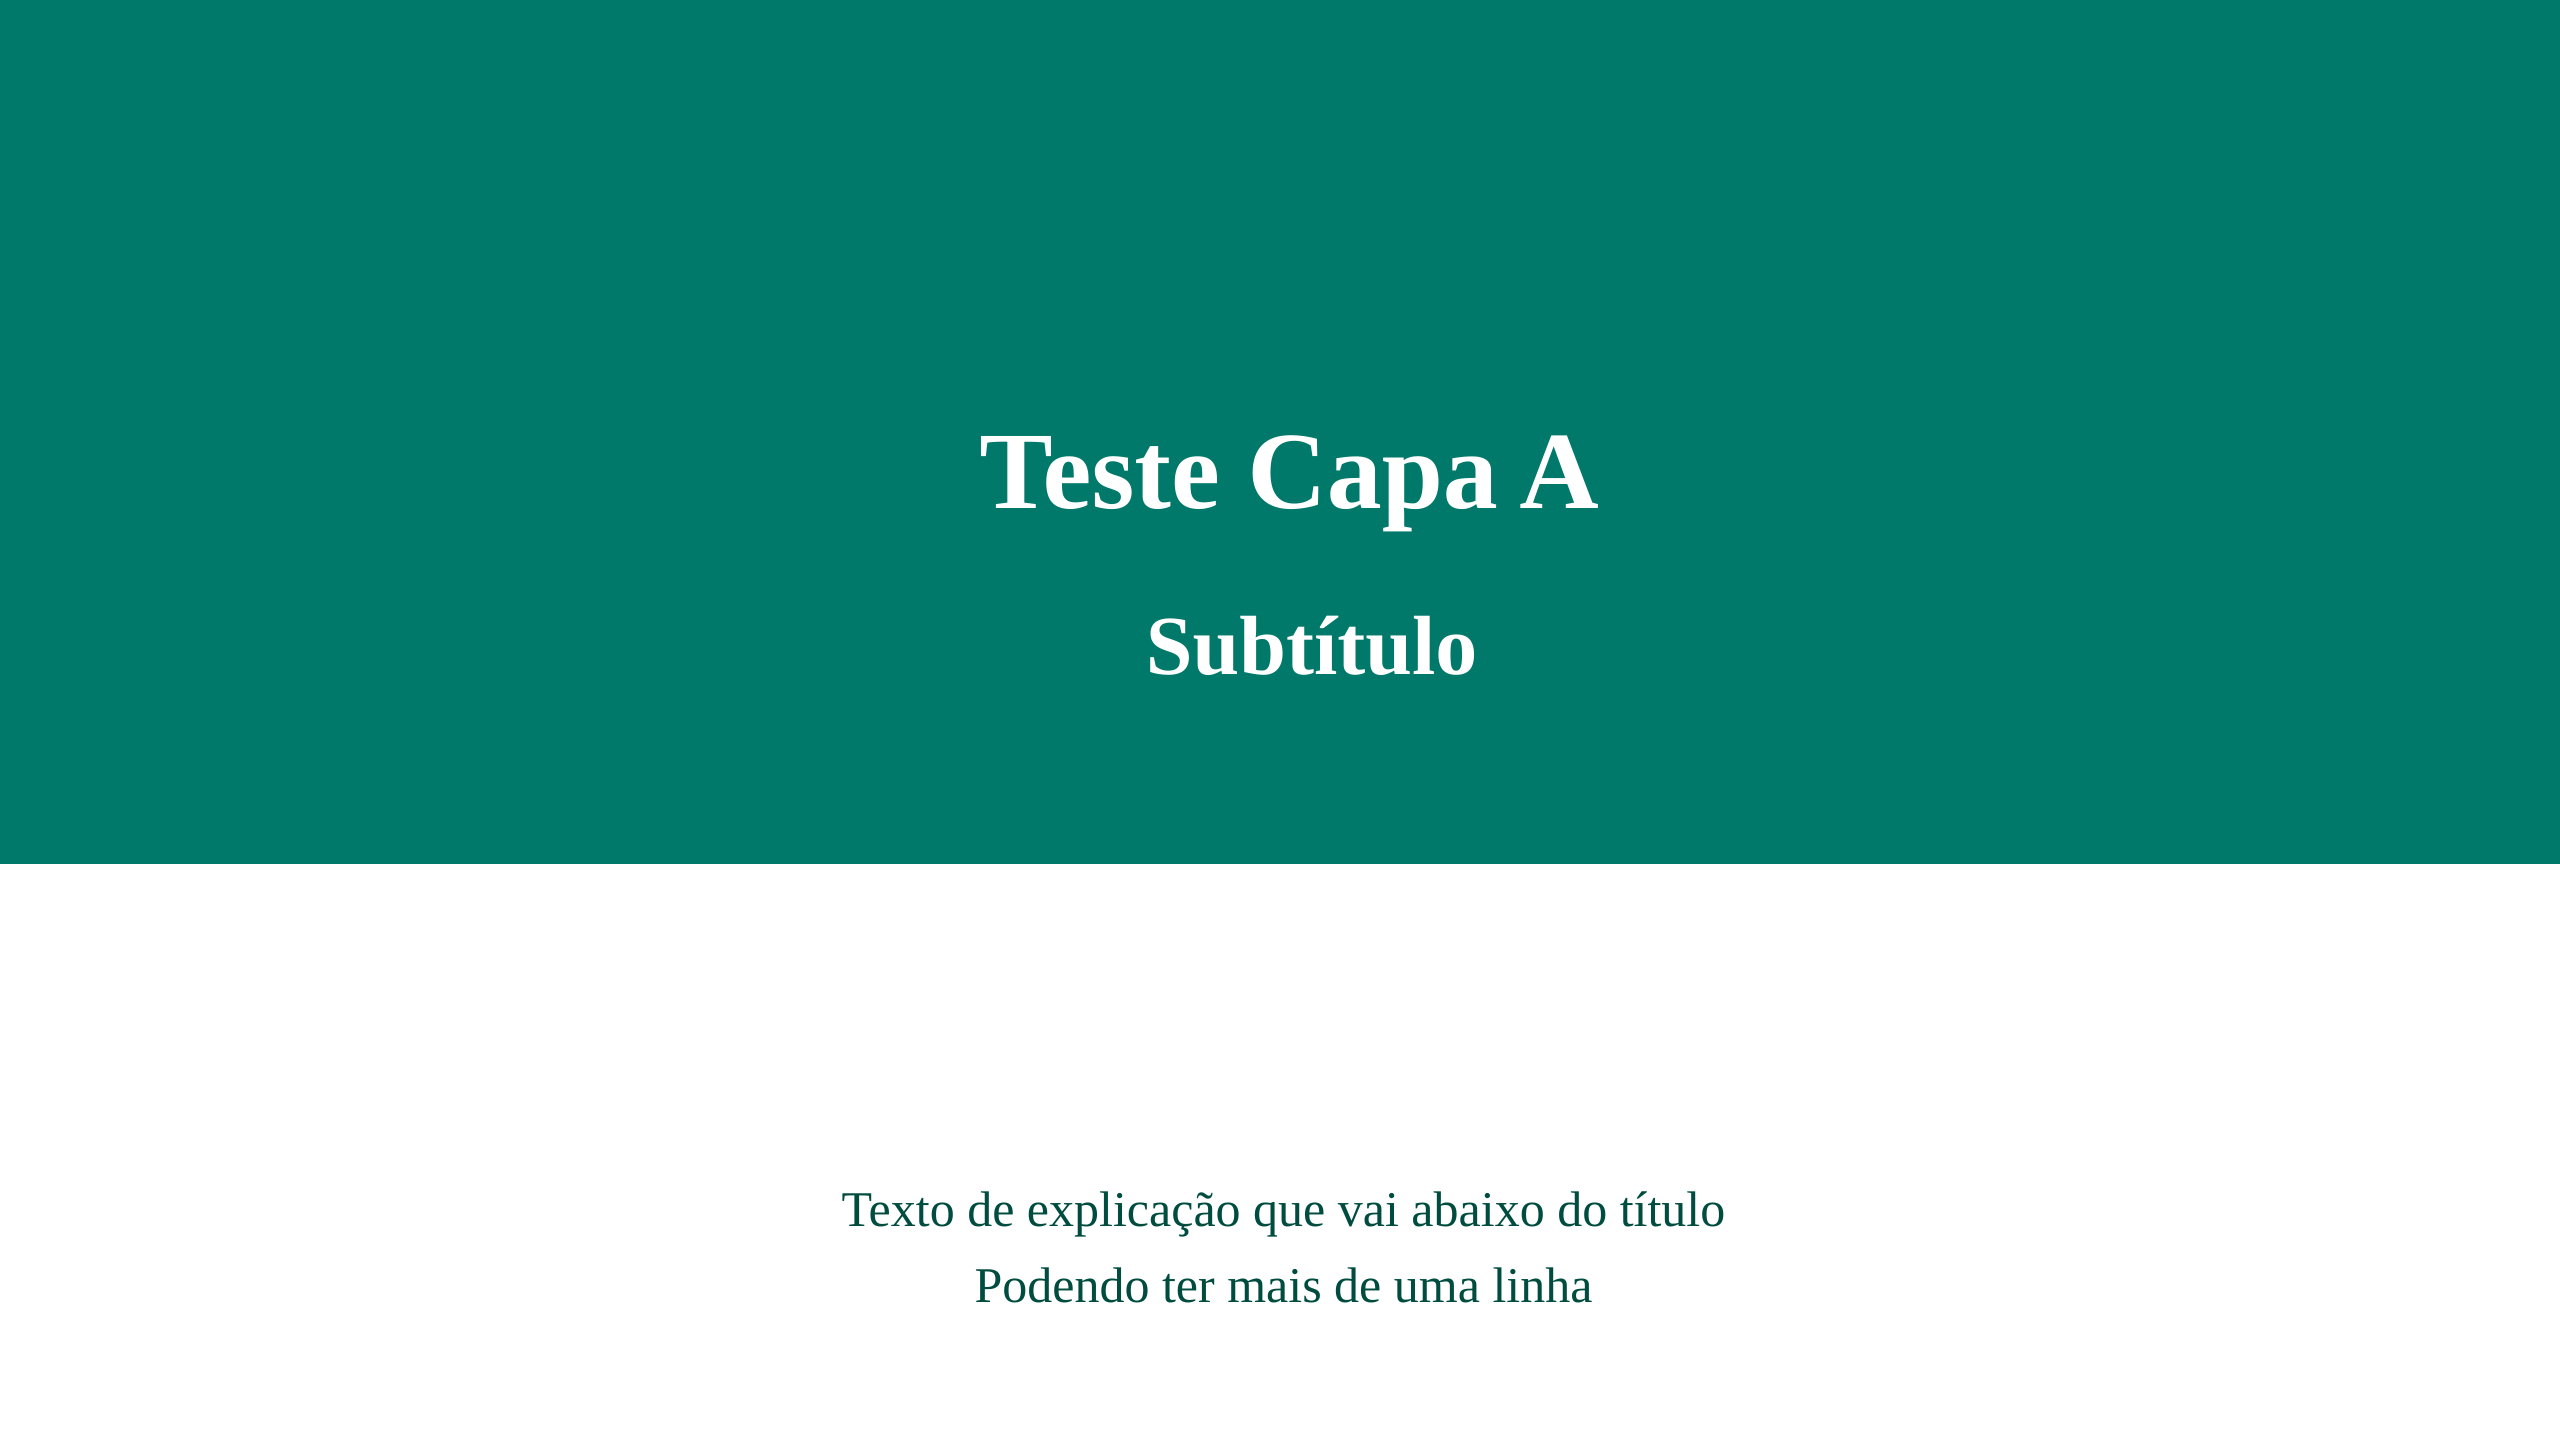 Teste Capa A
Subtítulo
Texto de explicação que vai abaixo do título
Podendo ter mais de uma linha